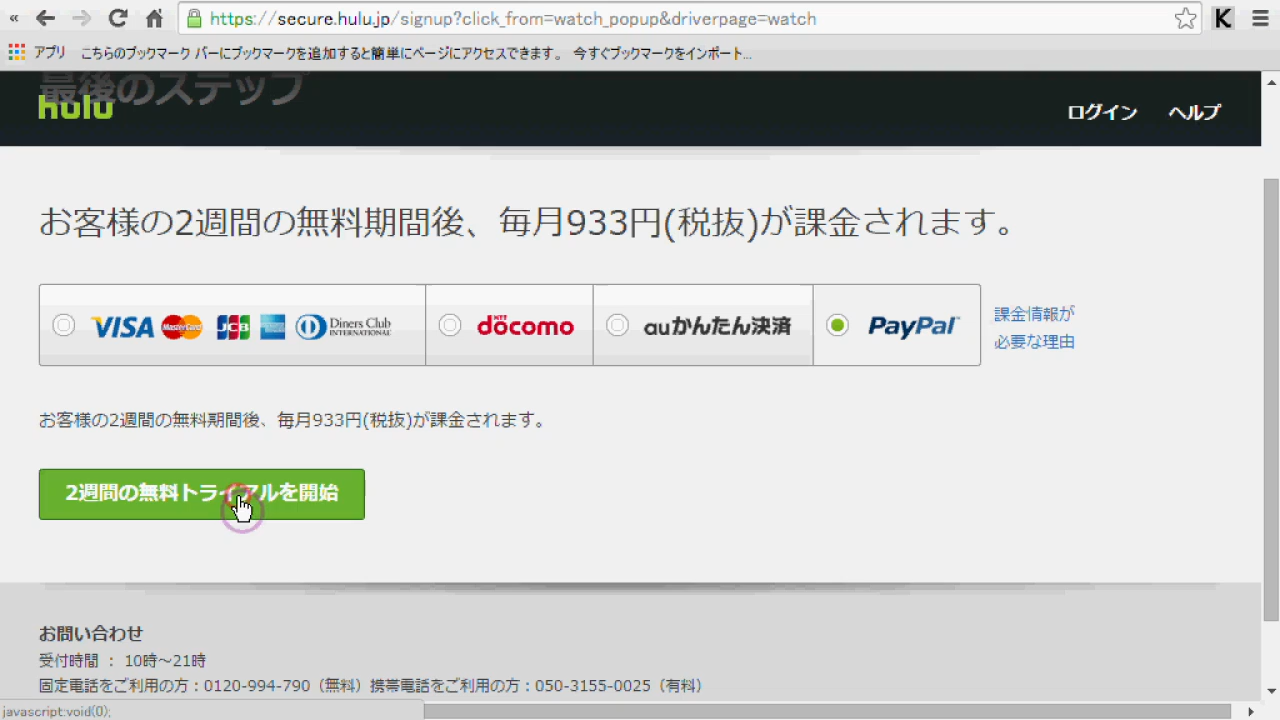 «
https://secure.hulu.jp/signup?click_from=watch_popup&driverpage=watch
K
アプリ こちらのブックマーク バーにブックマークを追加すると簡単にページにアクセスできます。 今すぐブックマークをインポート...
最後のステップ
hulu
ログイン ヘルプ
お客様の2週間の無料期間後、毎月933円(税抜)が課金されます。
VISA MasterCard JCB Diners Club INTERNATIONAL
NTT docomo
auかんたん決済
PayPal
課金情報が
必要な理由
お客様の2週間の無料期間後、毎月933円(税抜)が課金されます。
2週間の無料トライアルを開始
お問い合わせ
受付時間 : 10時~21時
固定電話をご利用の方:0120-994-790(無料)携帯電話をご利用の方:050-3155-0025(有料)
javascript:void(0);